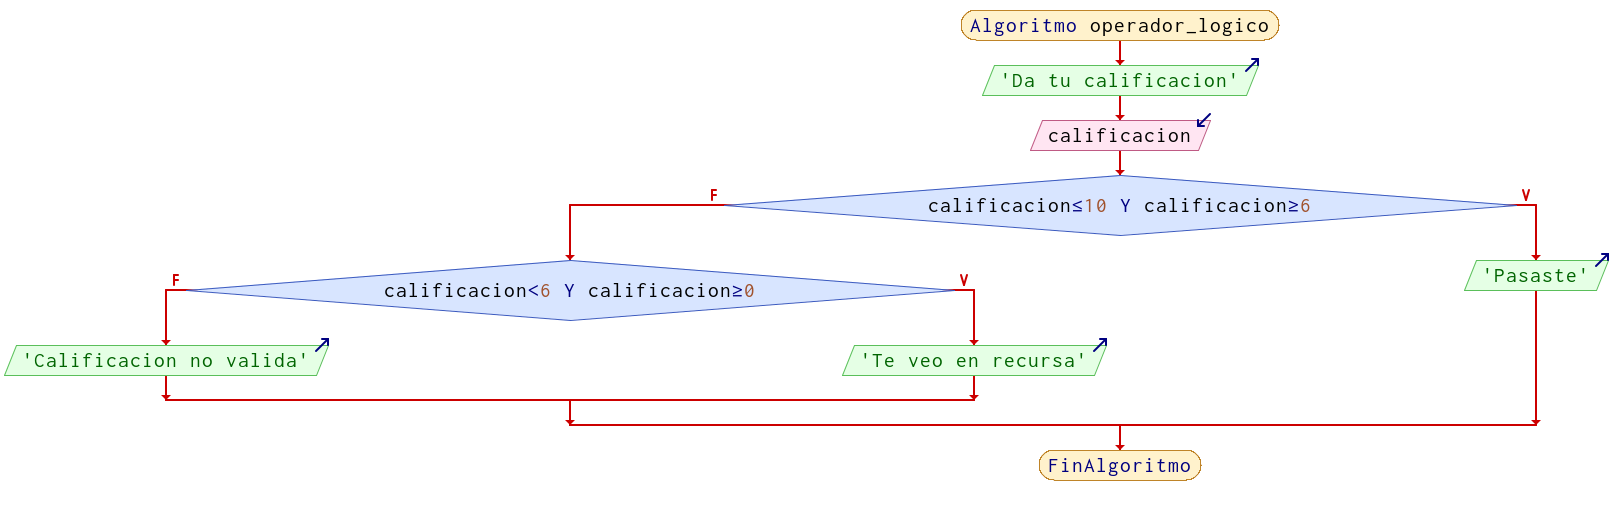 Algoritmo operador_logico
'Da tu calificacion'
calificacion
F
calificacion≤10 Y calificacion≥6
V
F
calificacion<6 Y calificacion≥0
V
'Pasaste'
'Calificacion no valida'
'Te veo en recursa'
FinAlgoritmo